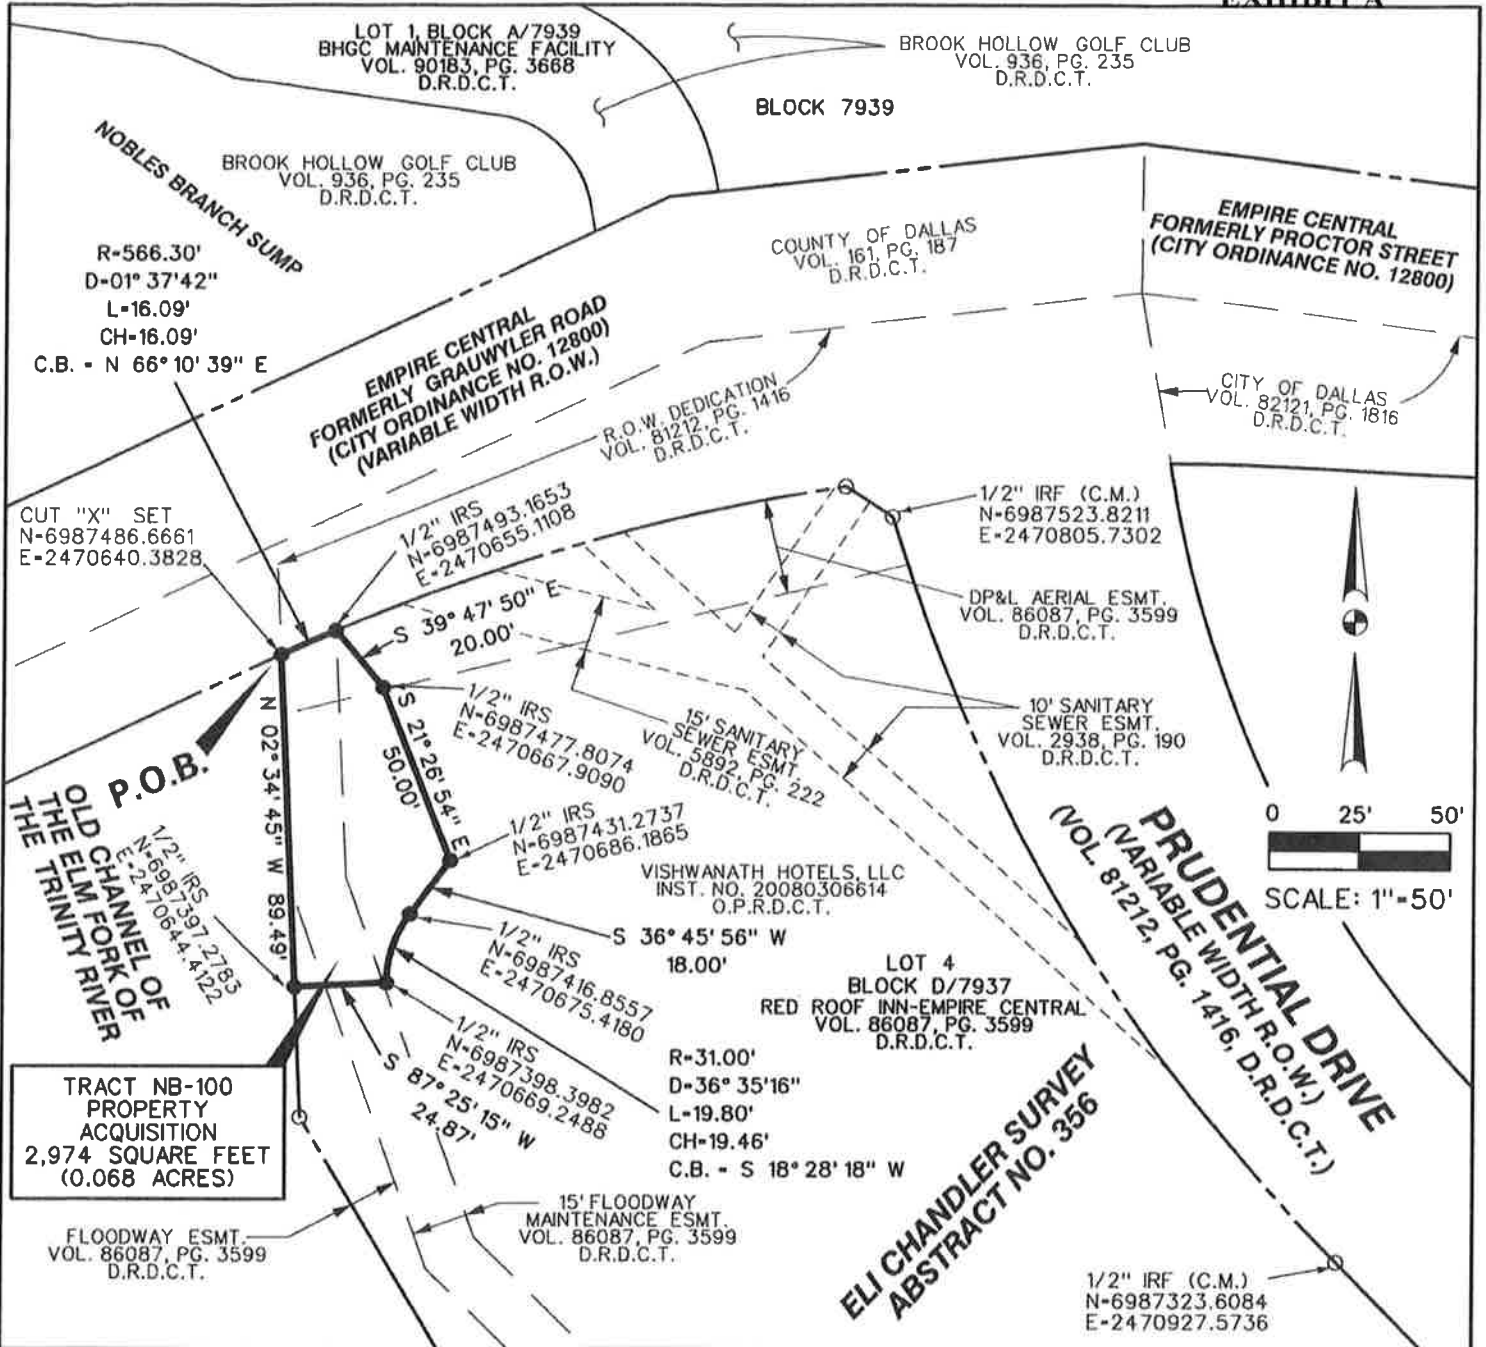 LOT 1, BLOCK A/7939
BHGC MAINTENANCE FACILITY
VOL. 90183, PG. 3668
D.R.D.C.T.
BROOK HOLLOW GOLF CLUB
VOL. 936, PG. 235
D.R.D.C.T.
BLOCK 7939
NOBLES BRANCH SUMP
BROOK HOLLOW GOLF CLUB
VOL. 936, PG. 235
D.R.D.C.T.
R=566.30'
D=01° 37'42"
L=16.09'
CH=16.09'
C.B. = N 66° 10' 39" E
COUNTY OF DALLAS
VOL. 161, PG. 187
D.R.D.C.T.
EMPIRE CENTRAL
FORMERLY PROCTOR STREET
(CITY ORDINANCE NO. 12800)
EMPIRE CENTRAL
FORMERLY GRAUWYLER ROAD
(CITY ORDINANCE NO. 12800)
(VARIABLE WIDTH R.O.W.)
R.O.W. DEDICATION
VOL. 81212, PG. 1416
D.R.D.C.T.
CITY OF DALLAS
VOL. 82121, PG. 1816
D.R.D.C.T.
CUT "X" SET
N=6987486.6661
E=2470640.3828
1/2" IRS
N=6987493.1653
E=2470655.1108
1/2" IRF (C.M.)
N=6987523.8211
E=2470805.7302
S 39° 47' 50" E
20.00'
DP&L AERIAL ESMT.
VOL. 86087, PG. 3599
D.R.D.C.T.
1/2" IRS
N=6987477.8074
E=2470667.9090
15' SANITARY
SEWER ESMT.
VOL. 5892, PG. 222
D.R.D.C.T.
10' SANITARY
SEWER ESMT.
VOL. 2938, PG. 190
D.R.D.C.T.
N 02° 34' 45" W 89.49'
S 21° 26' 54" E
50.00'
P.O.B.
OLD CHANNEL OF
THE ELM FORK OF
THE TRINITY RIVER
1/2" IRS
N=6987397.2783
E=2470644.4122
1/2" IRS
N=6987431.2737
E=2470686.1865
VISHWANATH HOTELS, LLC
INST. NO. 20080306614
O.P.R.D.C.T.
S 36° 45' 56" W
18.00'
1/2" IRS
N=6987416.8557
E=2470675.4180
LOT 4
BLOCK D/7937
RED ROOF INN-EMPIRE CENTRAL
VOL. 86087, PG. 3599
D.R.D.C.T.
PRUDENTIAL DRIVE
(VARIABLE WIDTH R.O.W.)
(VOL. 81212, PG. 1416, D.R.D.C.T.)
0 25' 50'
SCALE: 1"=50'
1/2" IRS
N=6987398.3982
E=2470669.2488
S 87° 25' 15" W
24.87'
R=31.00'
D=36° 35'16"
L=19.80'
CH=19.46'
C.B. = S 18° 28' 18" W
TRACT NB-100
PROPERTY
ACQUISITION
2,974 SQUARE FEET
(0.068 ACRES)
ELI CHANDLER SURVEY
ABSTRACT NO. 356
FLOODWAY ESMT.
VOL. 86087, PG. 3599
D.R.D.C.T.
15' FLOODWAY
MAINTENANCE ESMT.
VOL. 86087, PG. 3599
D.R.D.C.T.
1/2" IRF (C.M.)
N=6987323.6084
E=2470927.5736